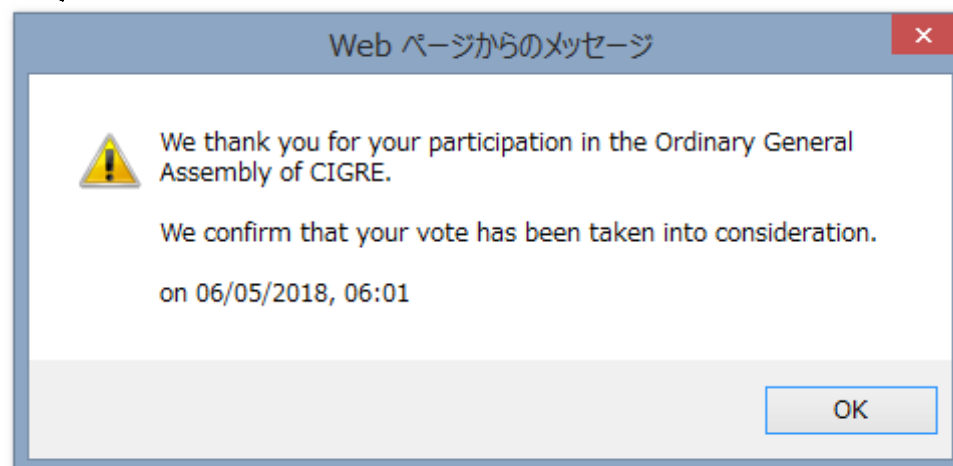 Web ページからのメッセージ
We thank you for your participation in the Ordinary General
Assembly of CIGRE.
We confirm that your vote has been taken into consideration.
on 06/05/2018, 06:01
OK